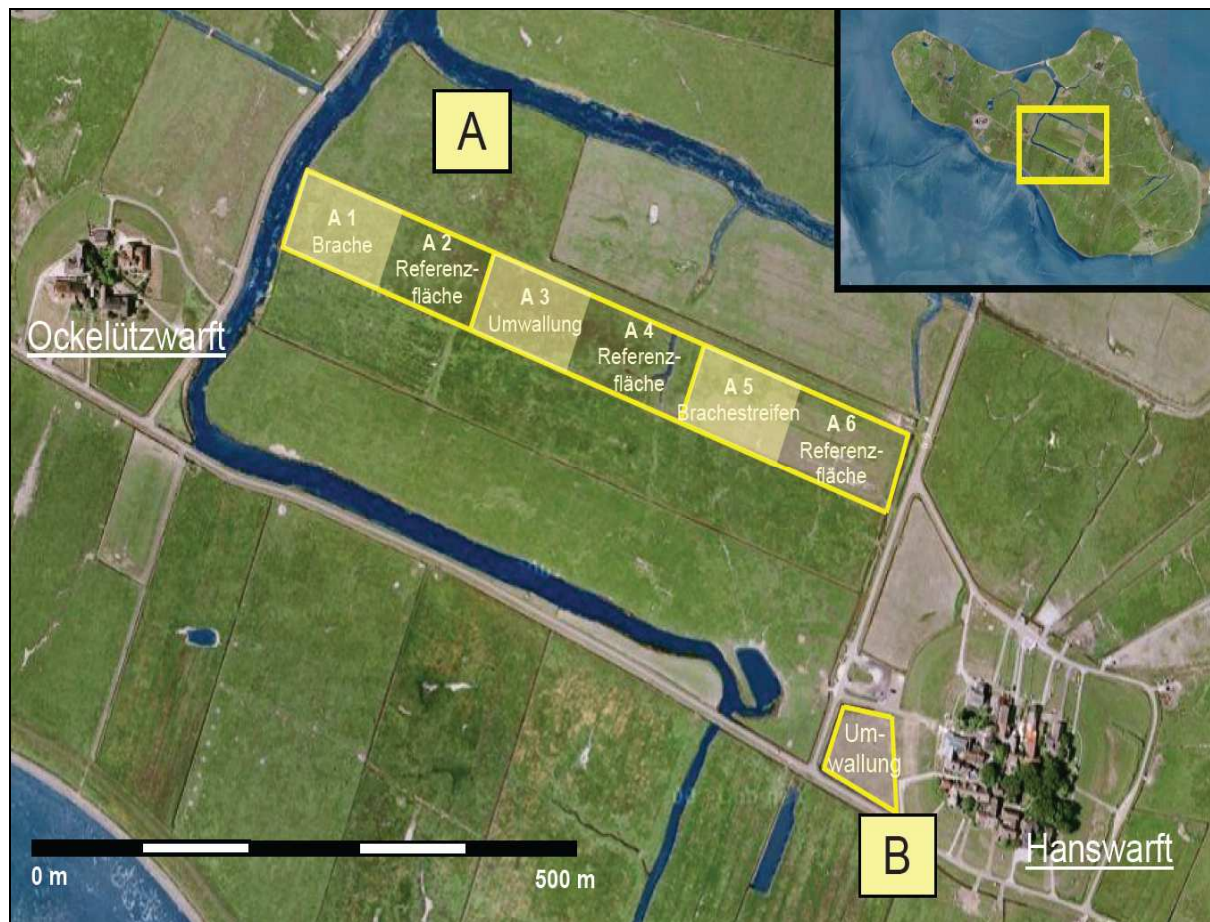 A
A 1
Brache
A 2
Referenz-
fläche
A 3
Umwallung
A 4
Referenz-
fläche
A 5
Brachestreifen
A 6
Referenz-
fläche
Ockelützwarft
Um-
wallung
B
Hanswarft
0 m
500 m